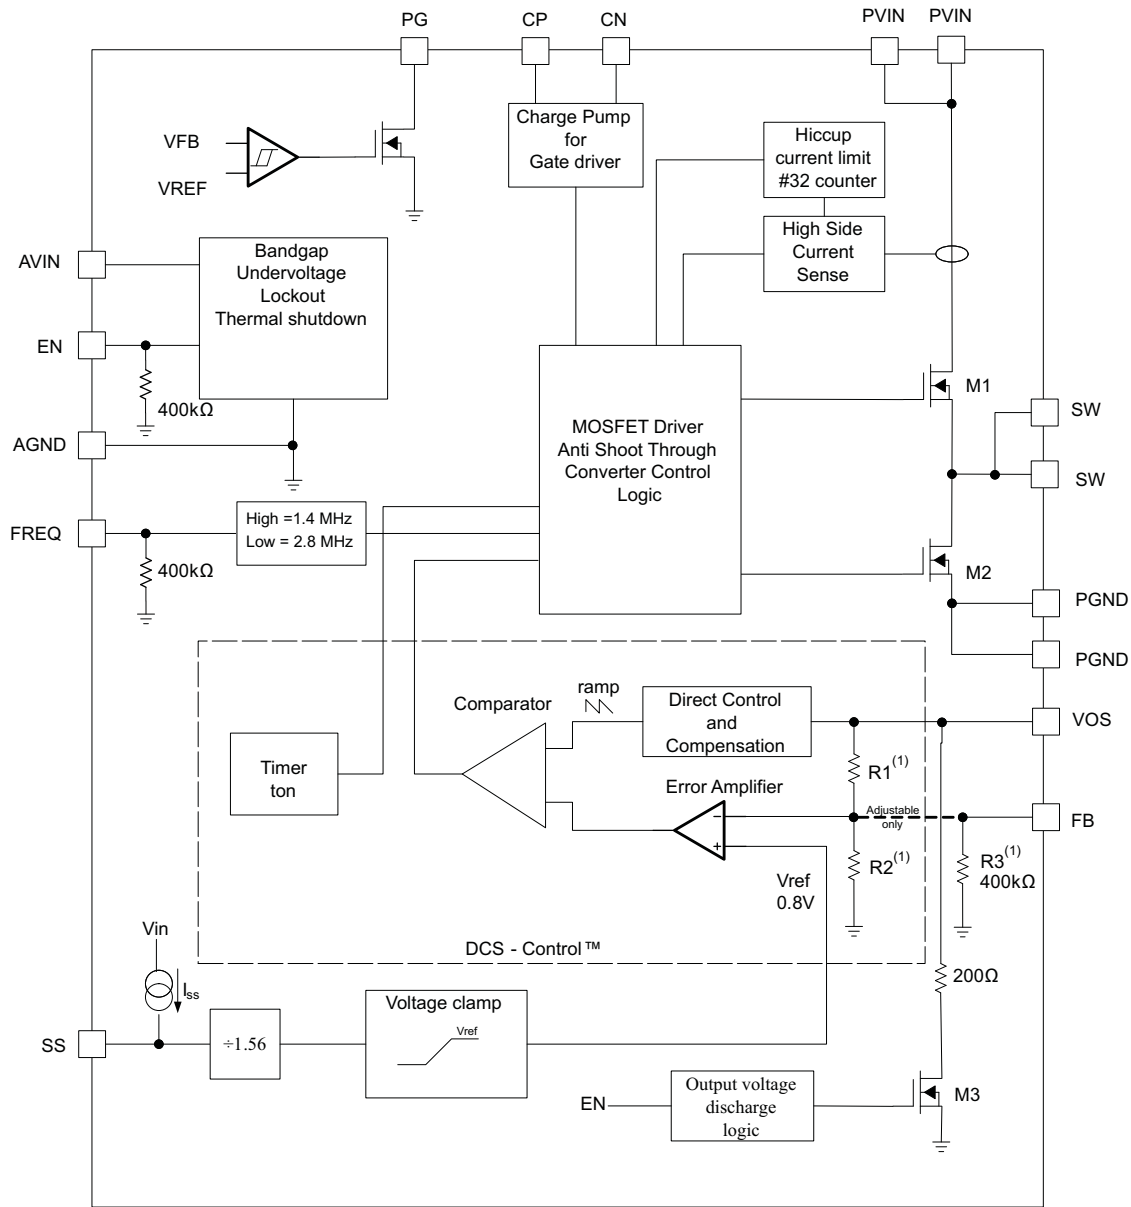 PG
CP
CN
PVIN
PVIN
VFB
VREF
Charge Pump
for
Gate driver
Hiccup
current limit
#32 counter
High Side
Current
Sense
AVIN
Bandgap
Undervoltage
Lockout
Thermal shutdown
EN
400kΩ
AGND
M1
SW
SW
MOSFET Driver
Anti Shoot Through
Converter Control
Logic
FREQ
High =1.4 MHz
Low = 2.8 MHz
400kΩ
M2
PGND
PGND
Comparator
ramp
Direct Control
and
Compensation
VOS
Timer
ton
Error Amplifier
R1(1)
Adjustable
only
FB
R2(1)
R3(1)
400kΩ
Vref
0.8V
DCS - Control™
Vin
Iss
200Ω
SS
÷1.56
Voltage clamp
Vref
EN
Output voltage
discharge
logic
M3